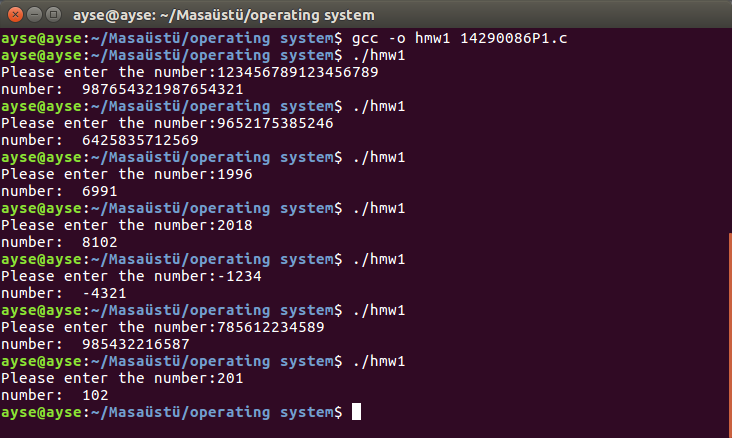 ayse@ayse: ~/Masaüstü/operating system
ayse@ayse:~/Masaüstü/operating system$ gcc -o hmw1 14290086P1.c
ayse@ayse:~/Masaüstü/operating system$ ./hmw1
Please enter the number:123456789123456789
number:  987654321987654321
ayse@ayse:~/Masaüstü/operating system$ ./hmw1
Please enter the number:9652175385246
number:  6425835712569
ayse@ayse:~/Masaüstü/operating system$ ./hmw1
Please enter the number:1996
number:  6991
ayse@ayse:~/Masaüstü/operating system$ ./hmw1
Please enter the number:2018
number:  8102
ayse@ayse:~/Masaüstü/operating system$ ./hmw1
Please enter the number:-1234
number:  -4321
ayse@ayse:~/Masaüstü/operating system$ ./hmw1
Please enter the number:785612234589
number:  985432216587
ayse@ayse:~/Masaüstü/operating system$ ./hmw1
Please enter the number:201
number:  102
ayse@ayse:~/Masaüstü/operating system$